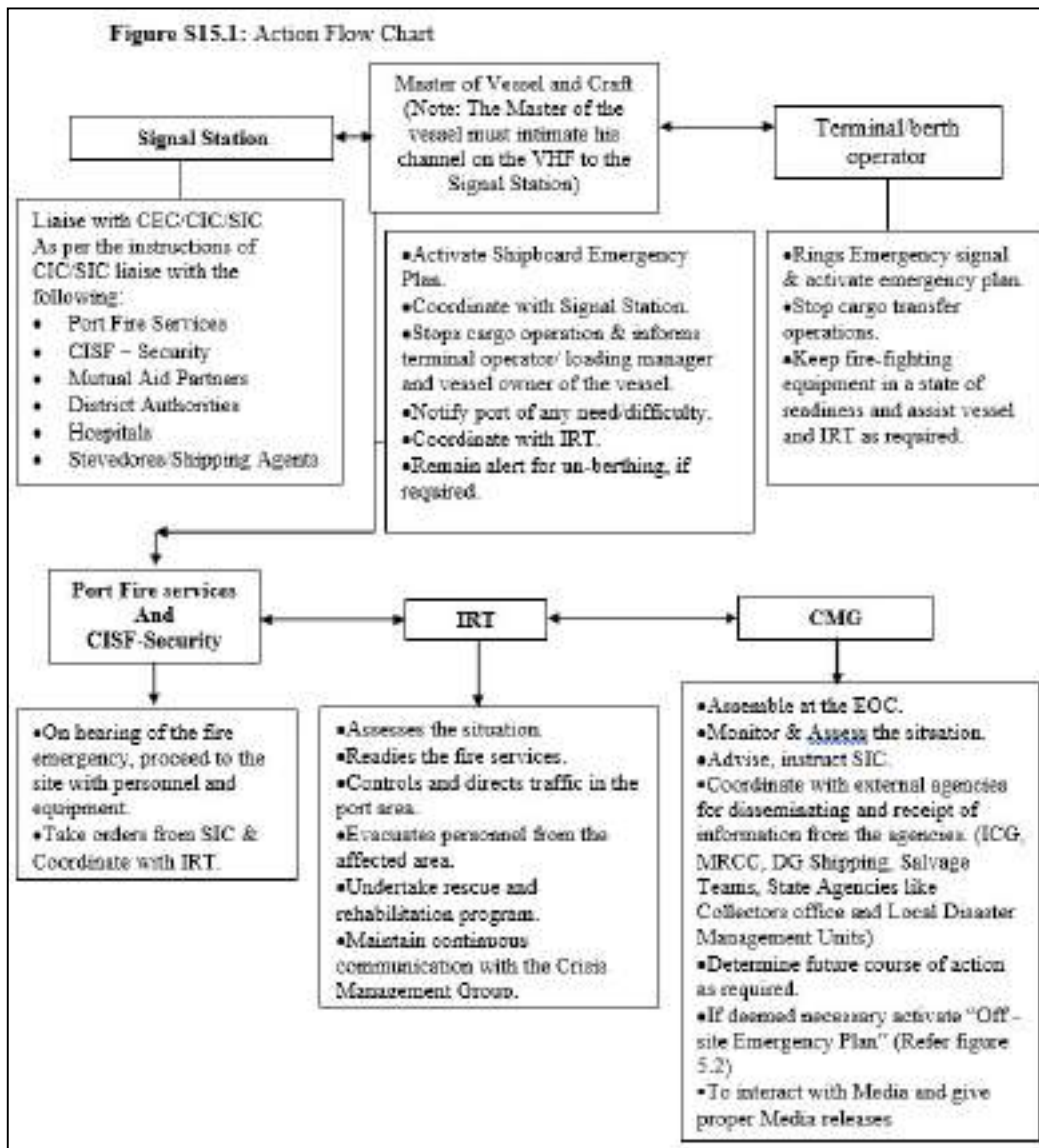 Figure S15.1: Action Flow Chart
Master of Vessel and Craft
(Note: The Master of the
vessel must intimate his
channel on the VHF to the
Signal Station)
Signal Station
Terminal/berth
operator
Liaise with CEC/CIC/SIC
As per the instructions of
CIC/SIC liaise with the
following:
• Port Fire Services
• CISF – Security
• Mutual Aid Partners
• District Authorities
• Hospitals
• Stevedores/Shipping Agents
•Activate Shipboard Emergency
Plan.
•Coordinate with Signal Station.
•Stops cargo operation & informs
terminal operator/ loading manager
and vessel owner of the vessel.
•Notify port of any need/difficulty.
•Coordinate with IRT.
•Remain alert for un-berthing, if
required.
•Rings Emergency signal
& activate emergency plan.
•Stop cargo transfer
operations.
•Keep fire-fighting
equipment in a state of
readiness and assist vessel
and IRT as required.
Port Fire services
And
CISF-Security
IRT
CMG
•On hearing of the fire
emergency, proceed to the
site with personnel and
equipment.
•Take orders from SIC &
Coordinate with IRT.
•Assesses the situation.
•Readies the fire services.
•Controls and directs traffic in the
port area.
•Evacuates personnel from the
affected area.
•Undertake rescue and
rehabilitation program.
•Maintain continuous
communication with the Crisis
Management Group.
•Assemble at the EOC.
•Monitor & Assess the situation.
•Advise, instruct SIC.
•Coordinate with external agencies
for disseminating and receipt of
information from the agencies. (ICG,
MRCC, DG Shipping, Salvage
Teams, State Agencies like
Collectors office and Local Disaster
Management Units)
•Determine future course of action
as required.
•If deemed necessary activate “Off-
site Emergency Plan” (Refer figure
5.2)
•To interact with Media and give
proper Media releases